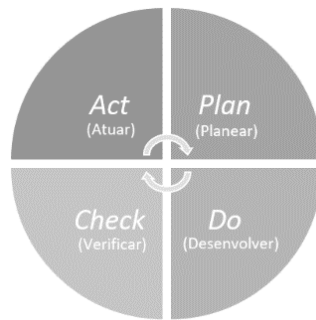 Act
(Atuar)
Plan
(Planear)
Check
(Verificar)
Do
(Desenvolver)